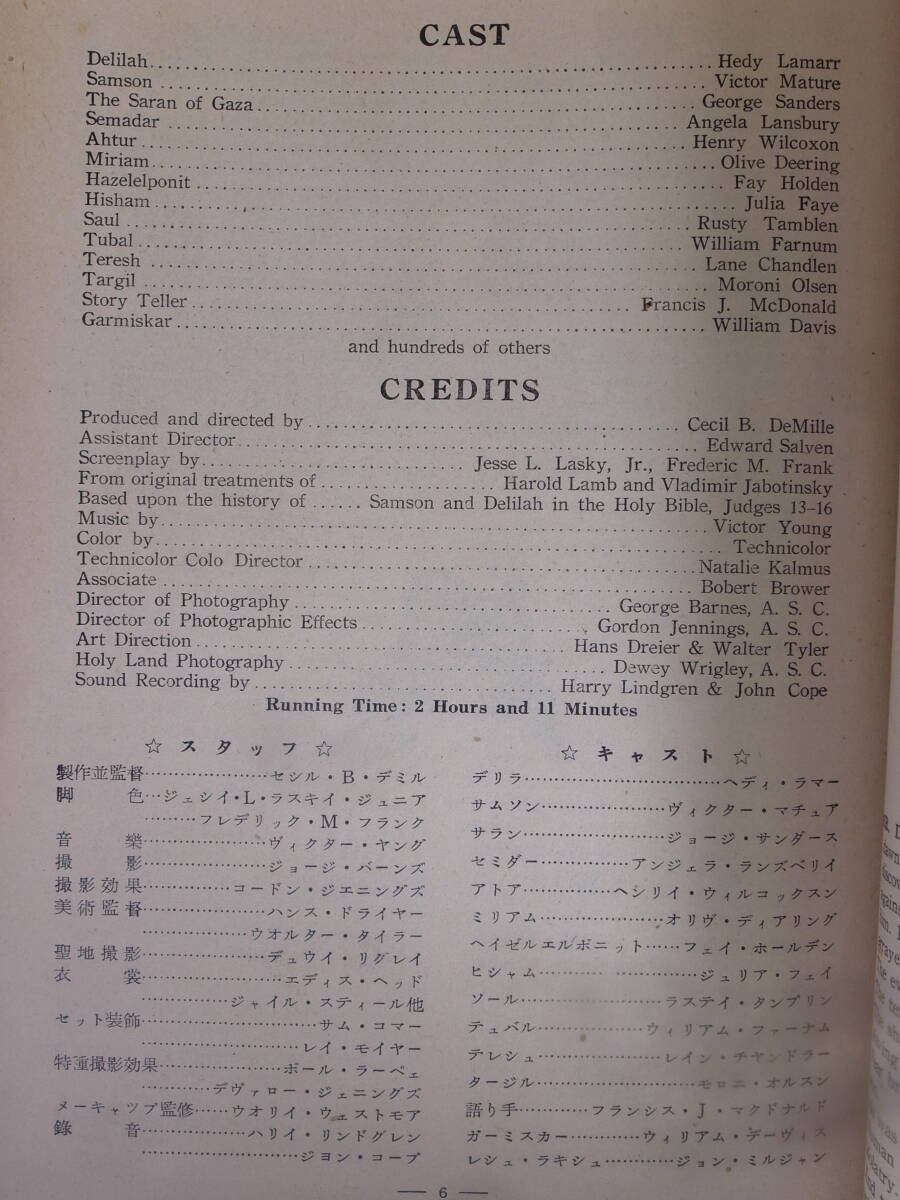 CAST
Delilah..........Hedy Lamarr
Samson..........Victor Mature
The Saran of Gaza..........George Sanders
Semadar..........Angela Lansbury
Ahtur..........Henry Wilcoxon
Miriam..........Olive Deering
Hazelelponit..........Fay Holden
Hisham..........Julia Faye
Saul..........Rusty Tamblen
Tubal..........William Farnum
Teresh..........Lane Chandlen
Targil..........Moroni Olsen
Story Teller..........Francis J. McDonald
Garmiskar..........William Davis
and hundreds of others
CREDITS
Produced and directed by..........Cecil B. DeMille
Assistant Director..........Edward Salven
Screenplay by..........Jesse L. Lasky, Jr., Frederic M. Frank
From original treatments of..........Harold Lamb and Vladimir Jabotinsky
Based upon the history of......Samson and Delilah in the Holy Bible, Judges 13-16
Music by..........Victor Young
Color by..........Technicolor
Technicolor Colo Director..........Natalie Kalmus
Associate..........Bobert Brower
Director of Photography..........George Barnes, A. S. C.
Director of Photographic Effects..........Gordon Jennings, A. S. C.
Art Direction..........Hans Dreier & Walter Tyler
Holy Land Photography..........Dewey Wrigley, A. S. C.
Sound Recording by..........Harry Lindgren & John Cope
Running Time: 2 Hours and 11 Minutes
☆ スタッフ ☆
製作並監督………セシル・B・デミル
脚色…ジェシイ・L・ラスキイ・ジュニア
………フレデリック・M・フランク
音樂………ヴィクター・ヤング
撮影………ジョージ・バーンズ
撮影効果………コードン・ジエニングズ
美術監督………ハンス・ドライヤー
………ウオルター・タイラー
聖地撮影………デュウイ・リグレイ
衣裳………エディス・ヘッド
………ジャイル・スティール他
セット装飾………サム・コマー
………レイ・モイヤー
特種撮影効果………ポール・ラーペェ
………デヴァロー・ジェニングズ
メーキャップ監修……ウオリイ・ウェストモア
錄音………ハリイ・リンドグレン
………ジヨン・コープ
☆ キャスト ☆
デリラ………ヘディ・ラマー
サムソン………ヴィクター・マチュア
サラン………ジョージ・サンダース
セミダー………アンジェラ・ランズベリイ
アトア………ヘシリイ・ウィルコックスン
ミリアム………オリヴ・ディアリング
ヘイゼルエルポニット……フェイ・ホールデン
ヒシャム………ジュリア・フェイ
ソール………ラステイ・タンブリン
テュバル………ウィリアム・ファーナム
テレシュ………レイン・チヤンドラー
タージル………モロニ・オルスン
語り手………フランシス・J・マクドナルド
ガーミスカー………ウィリアム・デーヴィス
レシュ・ラキシュ………ジョン・ミルジャン
— 6 —